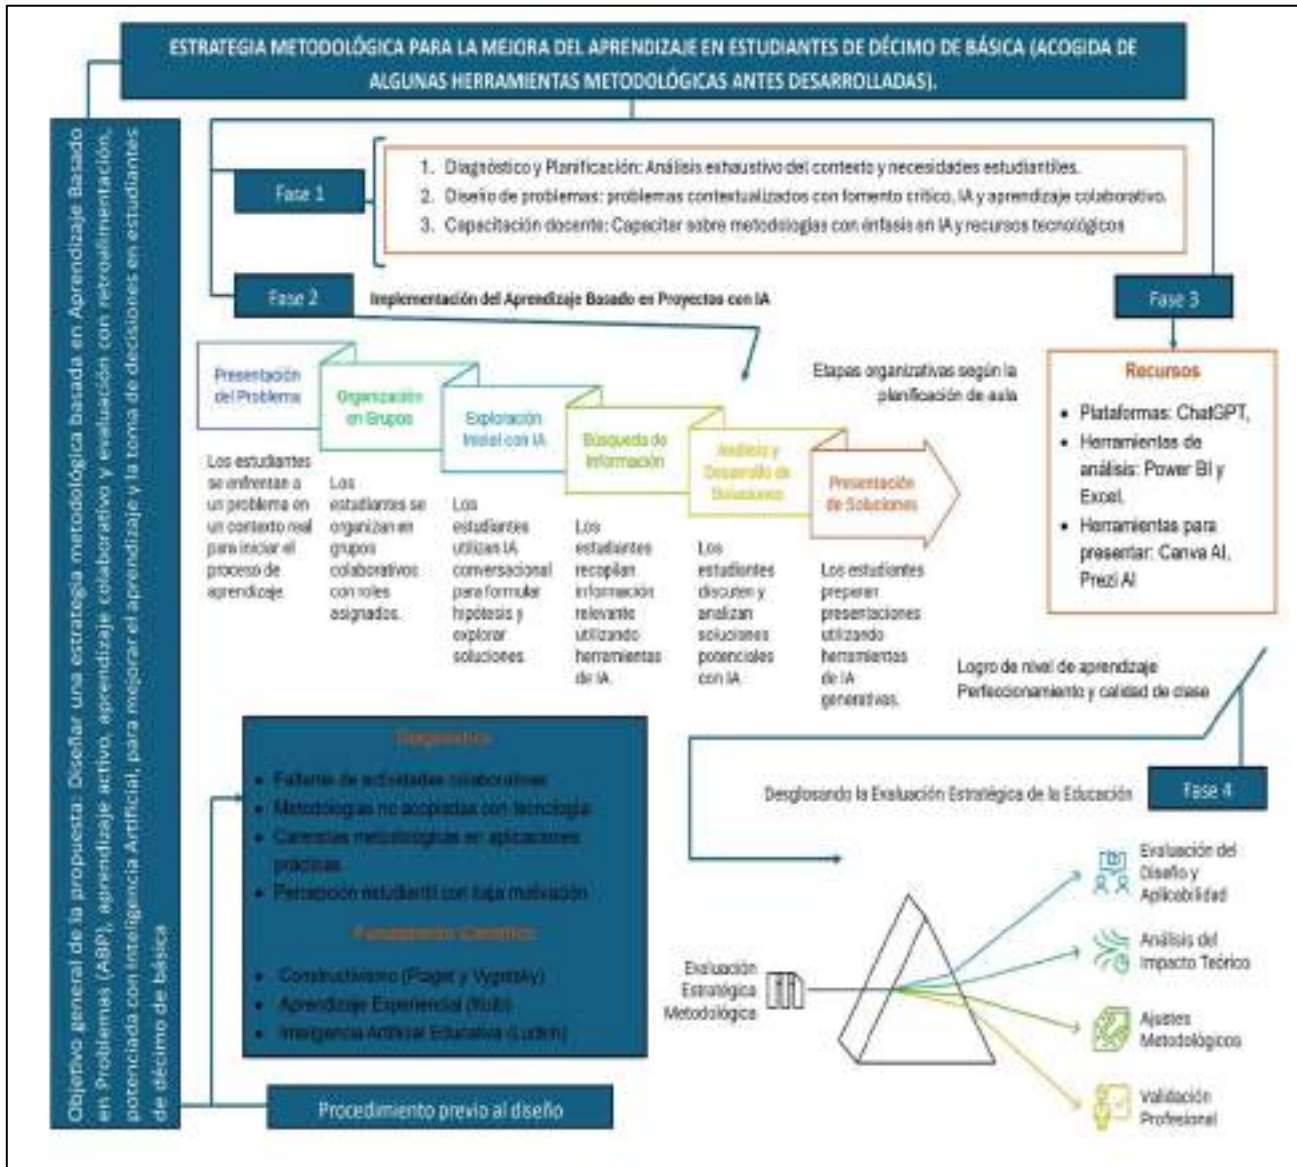 ESTRATEGIA METODOLÓGICA PARA LA MEJORA DEL APRENDIZAJE EN ESTUDIANTES DE DÉCIMO DE BÁSICA (ACOGIDA DE
ALGUNAS HERRAMIENTAS METODOLÓGICAS ANTES DESARROLLADAS).
Objetivo general de la propuesta: Diseñar una estrategia metodológica basada en Aprendizaje Basado
en Problemas (ABP), aprendizaje activo, aprendizaje colaborativo y evaluación con retroalimentación,
potenciada con Inteligencia Artificial, para mejorar el aprendizaje y la toma de decisiones en estudiantes
de décimo de básica
Fase 1
1. Diagnóstico y Planificación: Análisis exhaustivo del contexto y necesidades estudiantiles.
2. Diseño de problemas: problemas contextualizados con fomento crítico, IA y aprendizaje colaborativo.
3. Capacitación docente: Capacitar sobre metodologías con énfasis en IA y recursos tecnológicos
Fase 2
Implementación del Aprendizaje Basado en Proyectos con IA
Etapas organizativas según la
planificación de aula
Presentación
del Problema
Los estudiantes
se enfrentan a
un problema en
un contexto real
para iniciar el
proceso de
aprendizaje.
Organización
en Grupos
Los
estudiantes se
organizan en
grupos
colaborativos
con roles
asignados.
Exploración
Inicial con IA
Los
estudiantes
utilizan IA
conversacional
para formular
hipótesis y
explorar
soluciones.
Búsqueda de
Información
Los
estudiantes
recopilan
información
relevante
utilizando
herramientas
de IA.
Análisis y
Desarrollo de
Soluciones
Los
estudiantes
discuten y
analizan
soluciones
potenciales
con IA.
Presentación
de Soluciones
Los estudiantes
preparan
presentaciones
utilizando
herramientas
de IA
generativas.
Fase 3
Recursos
• Plataformas: ChatGPT,
• Herramientas de
análisis: Power BI y
Excel,
• Herramientas para
presentar: Canva AI,
Prezi AI
Logro de nivel de aprendizaje
Perfeccionamiento y calidad de clase
Fase 4
Desglosando la Evaluación Estratégica de la Educación
Evaluación
Estratégica
Metodológica
Evaluación del
Diseño y
Aplicabilidad
Análisis del
Impacto Teórico
Ajustes
Metodológicos
Validación
Profesional
Diagnóstico
• Faltante de actividades colaborativas
• Metodologías no acopladas con tecnología
• Carencias metodológicas en aplicaciones
prácticas
• Percepción estudiantil con baja motivación
Fundamento Científico
• Constructivismo (Piaget y Vygotsky)
• Aprendizaje Experiencial (Kolb)
• Inteligencia Artificial Educativa (Luckin)
Procedimiento previo al diseño